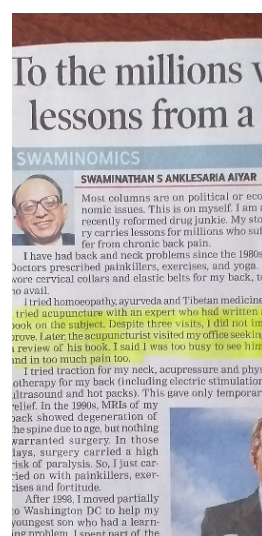 To the millions
lessons from a
SWAMINOMICS
SWAMINATHAN S ANKLESARIA AIYAR
Most columns are on political or eco
nomic issues. This is on myself. I am
recently reformed drug junkie. My sto
ry carries lessons for millions who suf
fer from chronic back pain.
I have had back and neck problems since the 1980s
Doctors prescribed painkillers, exercises, and yoga.
wore cervical collars and elastic belts for my back, t
no avail.
I tried homoeopathy, ayurveda and Tibetan medicine
tried acupuncture with an expert who had written
book on the subject. Despite three visits, I did not im
prove. Later, the acupuncturist visited my office seeking
review of his book. I said I was too busy to see him
and in too much pain too.
I tried traction for my neck, acupressure and phys
otherapy for my back (including electric stimulation
ultrasound and hot packs). This gave only temporar
relief. In the 1990s, MRIs of my
back showed degeneration of
the spine due to age, but nothing
warranted surgery. In those
days, surgery carried a high
risk of paralysis. So, I just car
ried on with painkillers, exer
cises and fortitude.
After 1998, I moved partially
to Washington DC to help my
youngest son who had a learn
ing problem. I spent part of the